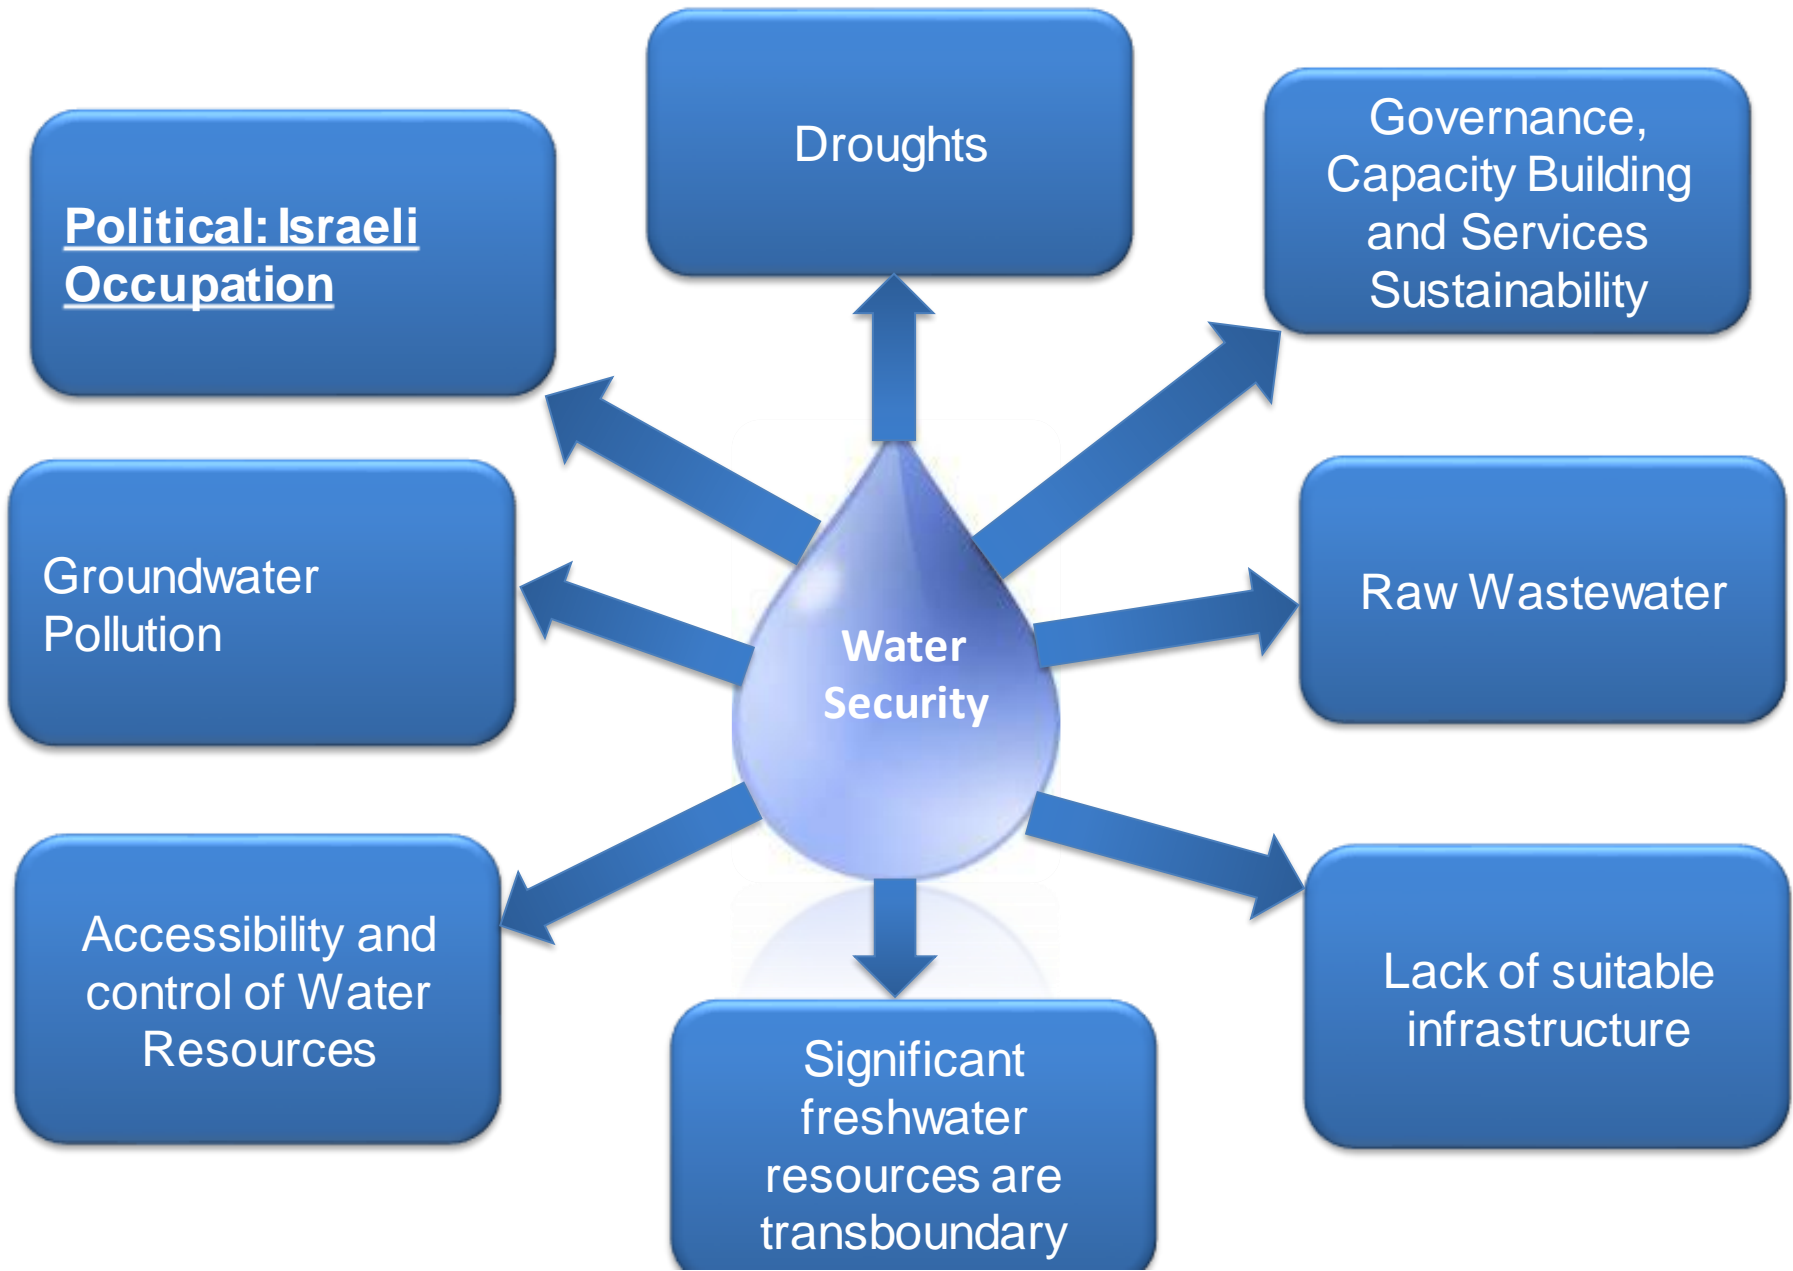 Droughts
Governance,
Capacity Building
and Services
Sustainability
Political: Israeli
Occupation
Groundwater
Pollution
Water
Security
Raw Wastewater
Accessibility and
control of Water
Resources
Significant
freshwater
resources are
transboundary
Lack of suitable
infrastructure